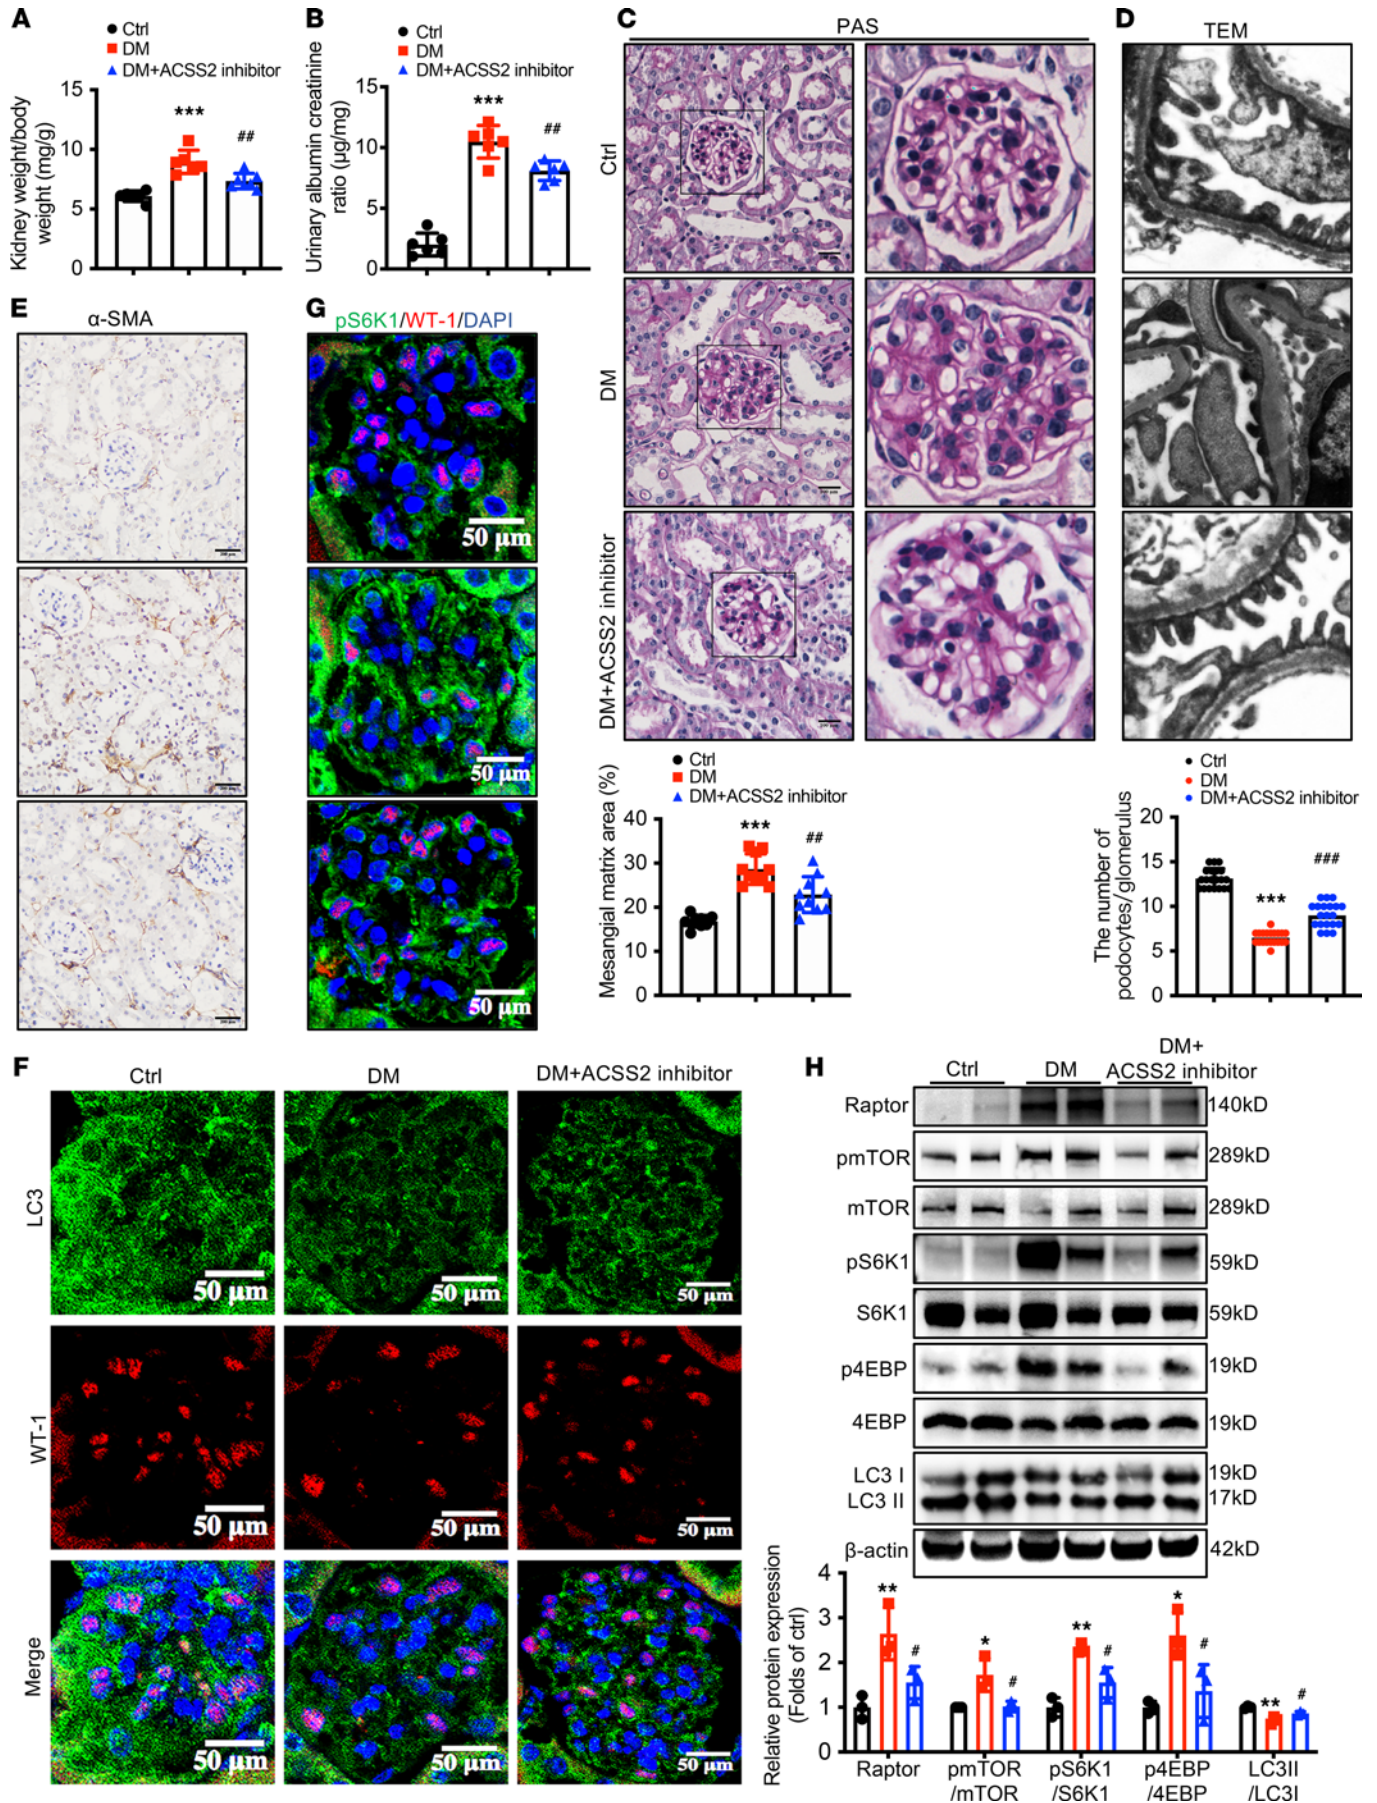 A
Ctrl
DM
DM+ACSS2 inhibitor
Kidney weight/body
weight (mg/g)
15
10
5
0
***
##
B
Ctrl
DM
DM+ACSS2 inhibitor
Urinary albumin creatinine
ratio (µg/mg)
15
10
5
0
***
##
C
PAS
Ctrl
DM
DM+ACSS2 inhibitor
Ctrl
DM
DM+ACSS2 inhibitor
Mesangial matrix area (%)
40
30
20
10
0
***
##
D
TEM
Ctrl
DM
DM+ACSS2 inhibitor
The number of
podocytes/glomerulus
20
15
10
5
0
***
###
E
α-SMA
G
pS6K1/WT-1/DAPI
50 µm
50 µm
50 µm
F
Ctrl
DM
DM+ACSS2 inhibitor
LC3
50 µm
50 µm
50 µm
WT-1
50 µm
50 µm
50 µm
Merge
50 µm
50 µm
50 µm
H
Ctrl
DM
DM+
ACSS2 inhibitor
Raptor 140kD
pmTOR 289kD
mTOR 289kD
pS6K1 59kD
S6K1 59kD
p4EBP 19kD
4EBP 19kD
LC3 I 19kD
LC3 II 17kD
β-actin 42kD
Relative protein expression
(Folds of ctrl)
4
3
2
1
0
** #
* #
** #
* #
** #
Raptor
pmTOR
/mTOR
pS6K1
/S6K1
p4EBP
/4EBP
LC3II
/LC3I